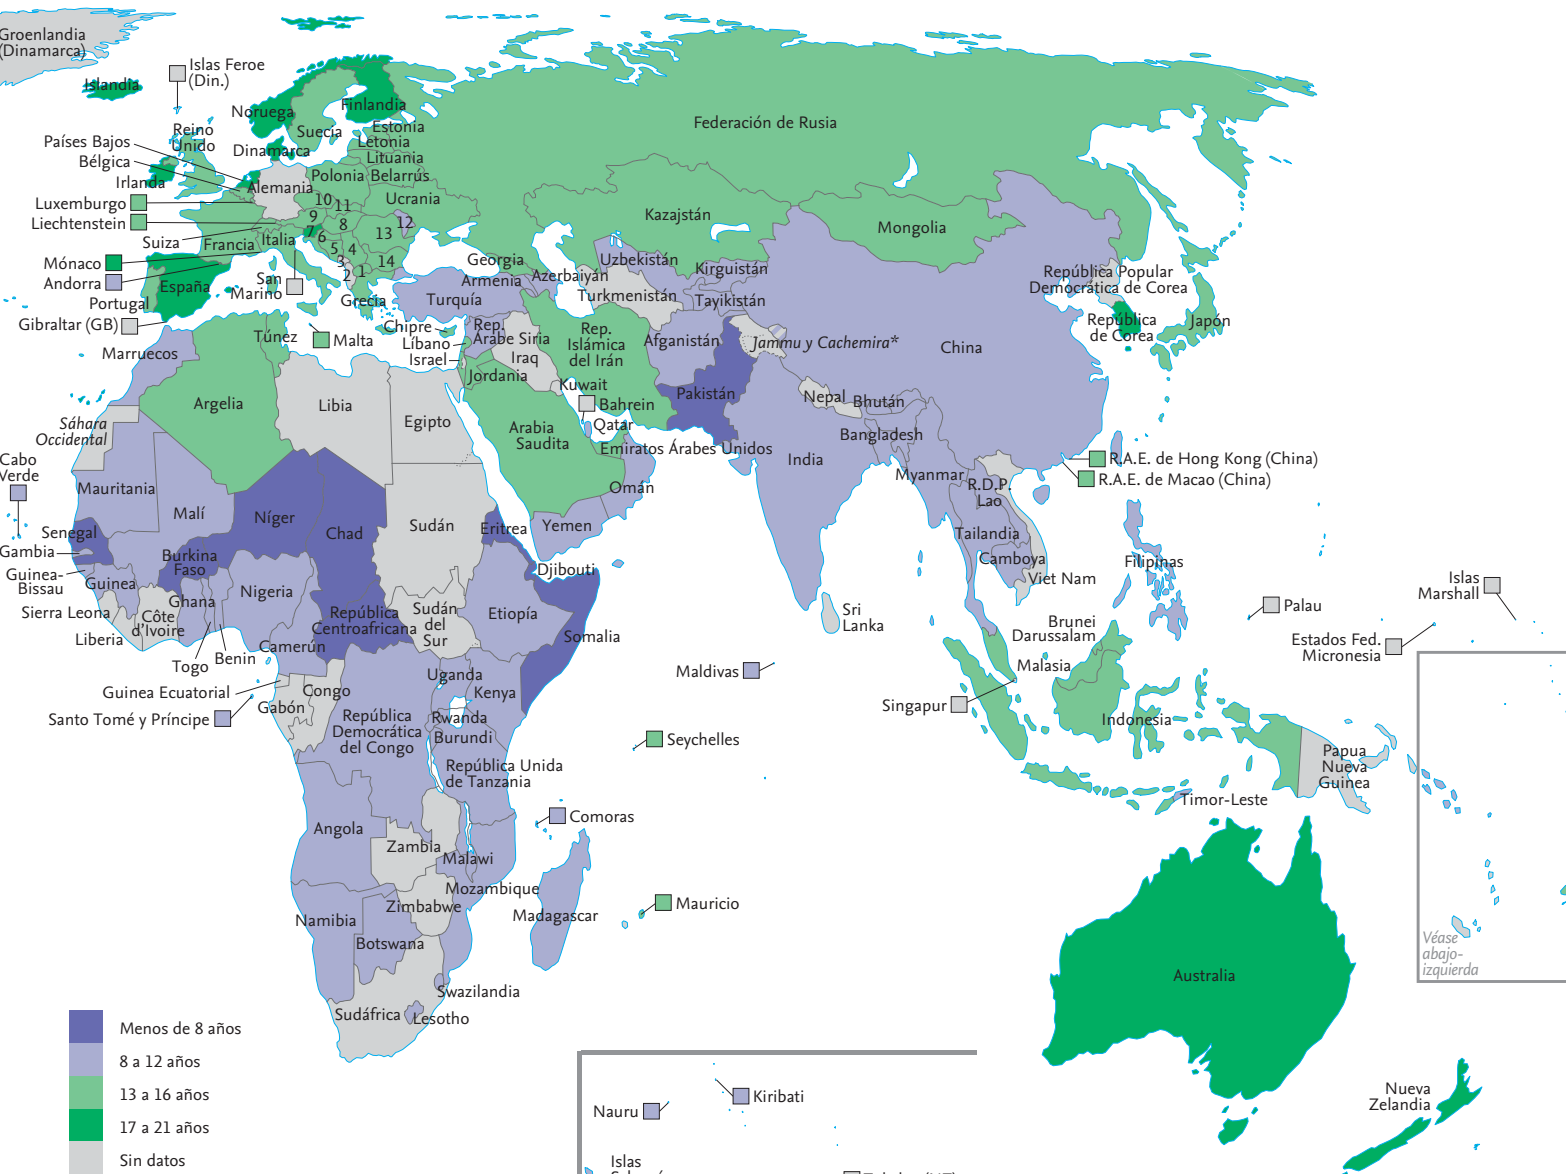 Groenlandia
(Dinamarca)
Islandia
Islas Feroe
(Din.)
Noruega
Finlandia
Suecia
Estonia
Letonia
Lituania
Reino
Unido
Dinamarca
Países Bajos
Bélgica
Irlanda
Alemania
Polonia
Belarrús
Luxemburgo
Liechtenstein
Ucrania
10
11
9
8
12
7
6
13
5
4
3
14
2
1
Suiza
Francia
Italia
Mónaco
Andorra
España
Portugal
San
Marino
Grecia
Gibraltar (GB)
Túnez
Malta
Federación de Rusia
Kazajstán
Mongolia
Georgia
Armenia
Azerbaiyán
Turquía
Uzbekistán
Kirguistán
Turkmenistán
Tayikistán
República Popular
Democrática de Corea
República
de Corea
Japón
Chipre
Líbano
Israel
Rep.
Árabe Siria
Iraq
Jordania
Rep.
Islámica
del Irán
Afganistán
Jammu y Cachemira*
China
Pakistán
Nepal
Bhután
Kuwait
Bahrein
Qatar
Arabia
Saudita
Emiratos Árabes Unidos
Omán
Yemen
India
Bangladesh
Myanmar
R.D.P.
Lao
Tailandia
Camboya
Viet Nam
R.A.E. de Hong Kong (China)
R.A.E. de Macao (China)
Filipinas
Marruecos
Argelia
Libia
Egipto
Sáhara
Occidental
Cabo
Verde
Mauritania
Malí
Níger
Chad
Sudán
Eritrea
Djibouti
Senegal
Gambia
Guinea-
Bissau
Guinea
Burkina
Faso
Nigeria
Ghana
Sierra Leona
Côte
d'Ivoire
Liberia
Togo
Benin
Camerún
República
Centroafricana
Sudán
del
Sur
Etiopía
Somalia
Guinea Ecuatorial
Santo Tomé y Príncipe
Gabón
Congo
República
Democrática
del Congo
Uganda
Kenya
Rwanda
Burundi
República Unida
de Tanzania
Maldivas
Sri
Lanka
Seychelles
Comoras
Angola
Zambia
Malawi
Mozambique
Zimbabwe
Madagascar
Mauricio
Namibia
Botswana
Swazilandia
Sudáfrica
Lesotho
Brunei
Darussalam
Malasia
Singapur
Indonesia
Timor-Leste
Papua
Nueva
Guinea
Palau
Islas
Marshall
Estados Fed.
Micronesia
Véase
abajo-
izquierda
Australia
Nueva
Zelandia
Menos de 8 años
8 a 12 años
13 a 16 años
17 a 21 años
Sin datos
Nauru
Kiribati
Islas